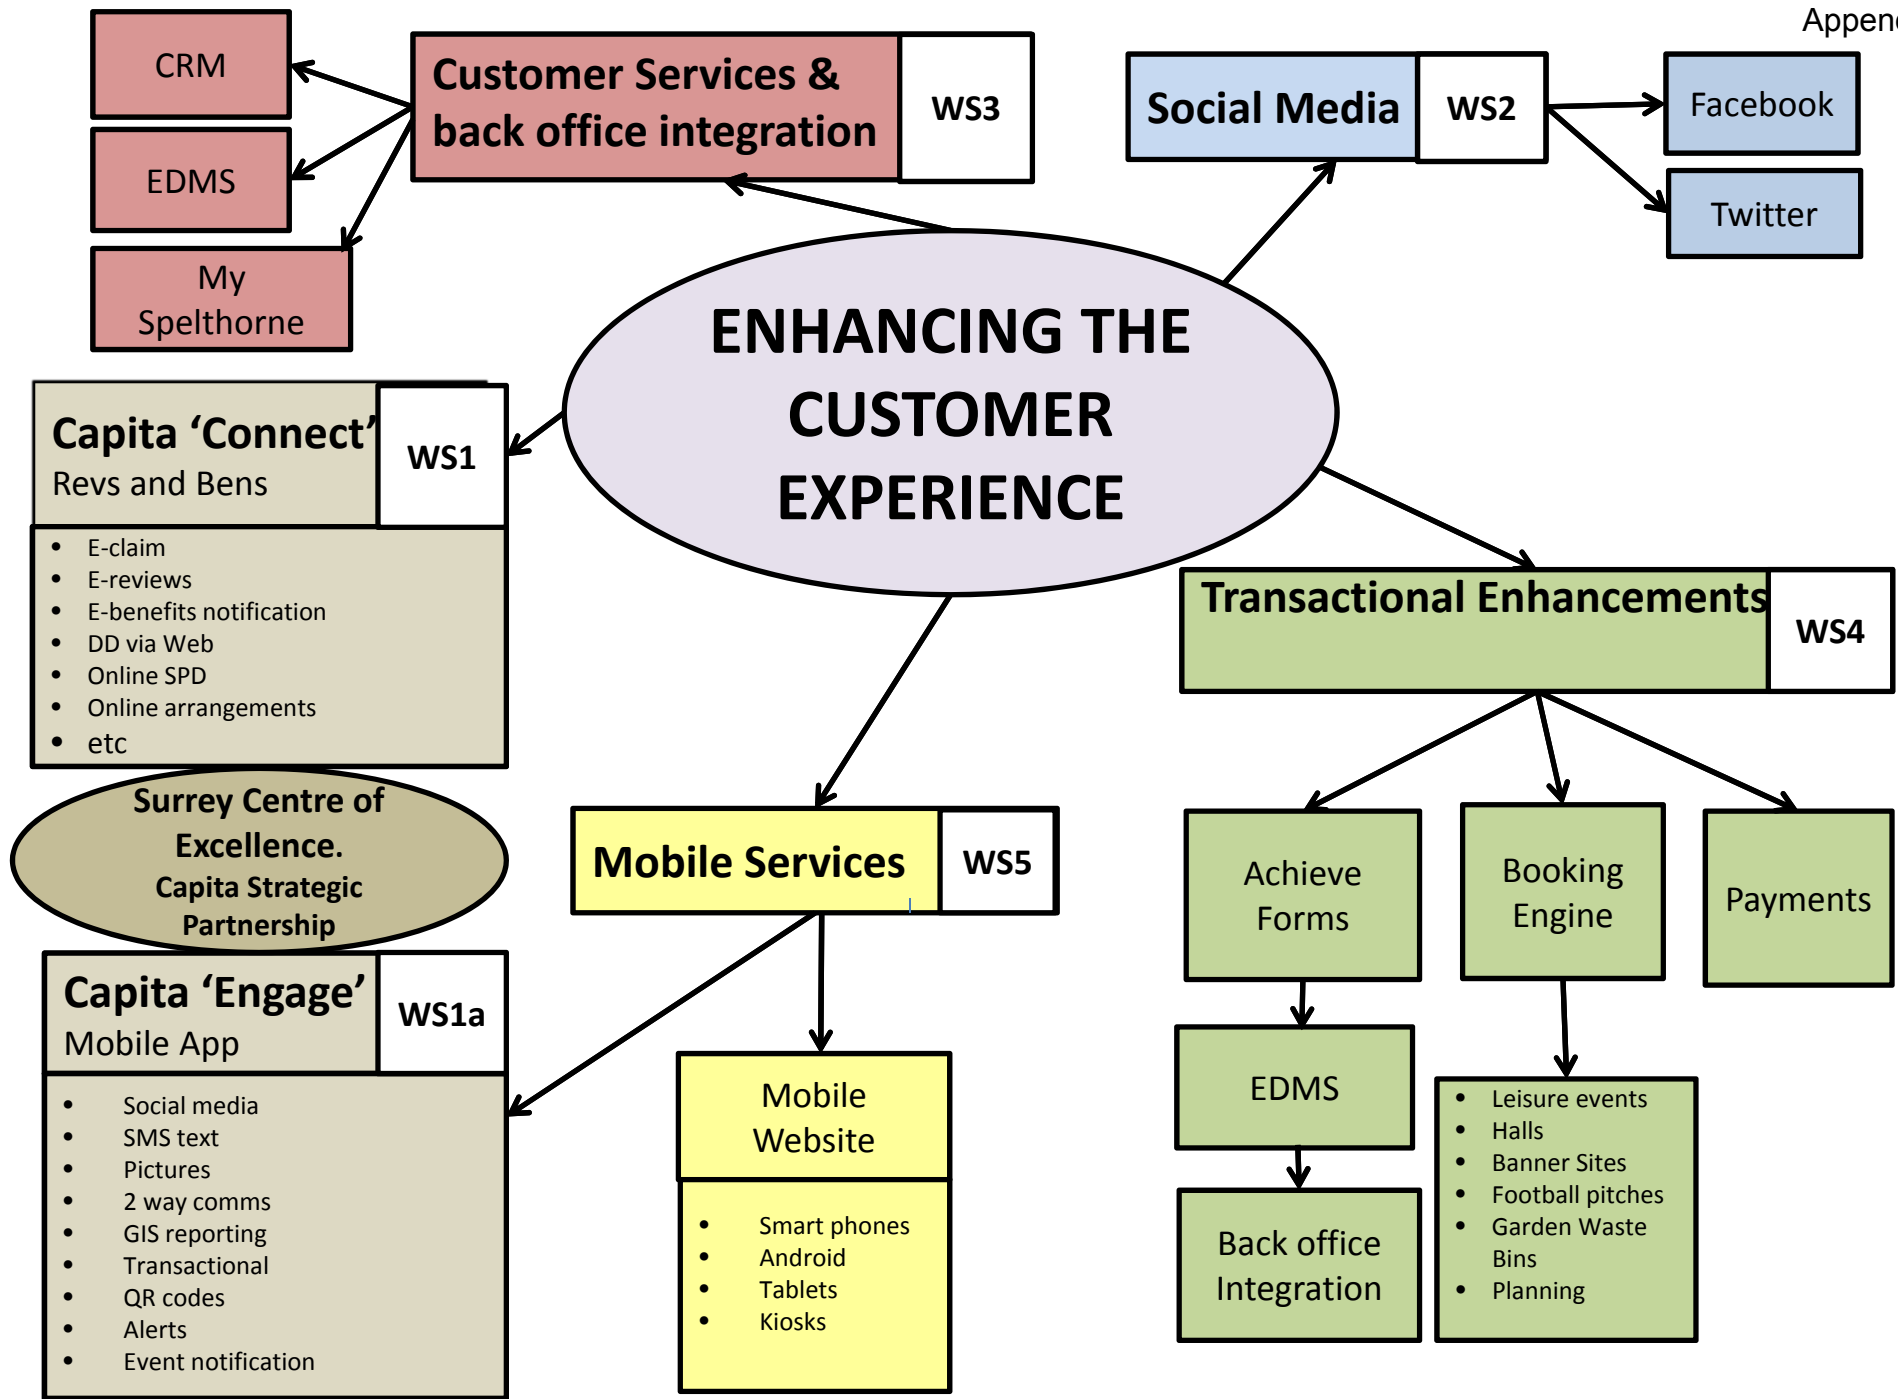 Appen
CRM
EDMS
My
Spelthorne
Customer Services &
back office integration
WS3
Social Media
WS2
Facebook
Twitter
ENHANCING THE
CUSTOMER
EXPERIENCE
Capita ‘Connect’
Revs and Bens
WS1
• E-claim
• E-reviews
• E-benefits notification
• DD via Web
• Online SPD
• Online arrangements
• etc
Surrey Centre of
Excellence.
Capita Strategic
Partnership
Capita ‘Engage’
Mobile App
WS1a
• Social media
• SMS text
• Pictures
• 2 way comms
• GIS reporting
• Transactional
• QR codes
• Alerts
• Event notification
Mobile Services
WS5
Mobile
Website
• Smart phones
• Android
• Tablets
• Kiosks
Transactional Enhancements
WS4
Achieve
Forms
EDMS
Back office
Integration
Booking
Engine
• Leisure events
• Halls
• Banner Sites
• Football pitches
• Garden Waste
Bins
• Planning
Payments